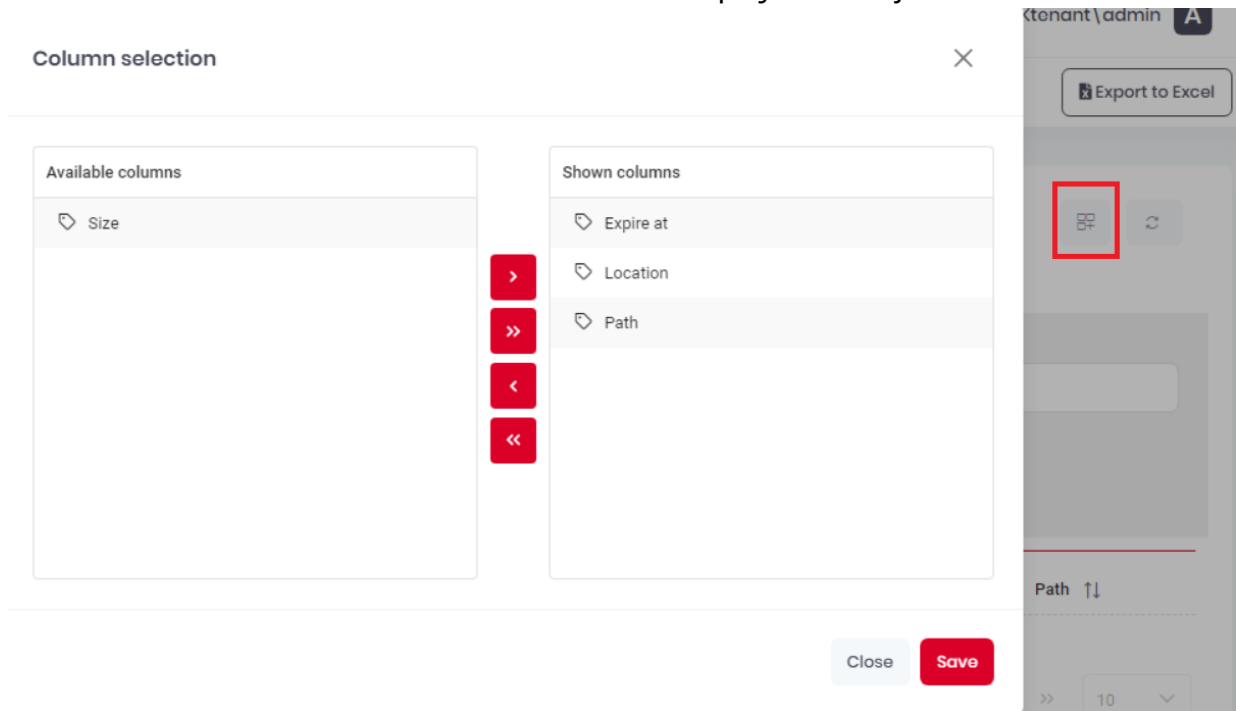 Ktenant\admin A
Column selection
Export to Excel
Available columns
Shown columns
Size
Expire at
Location
Path
Path
Close
Save
10